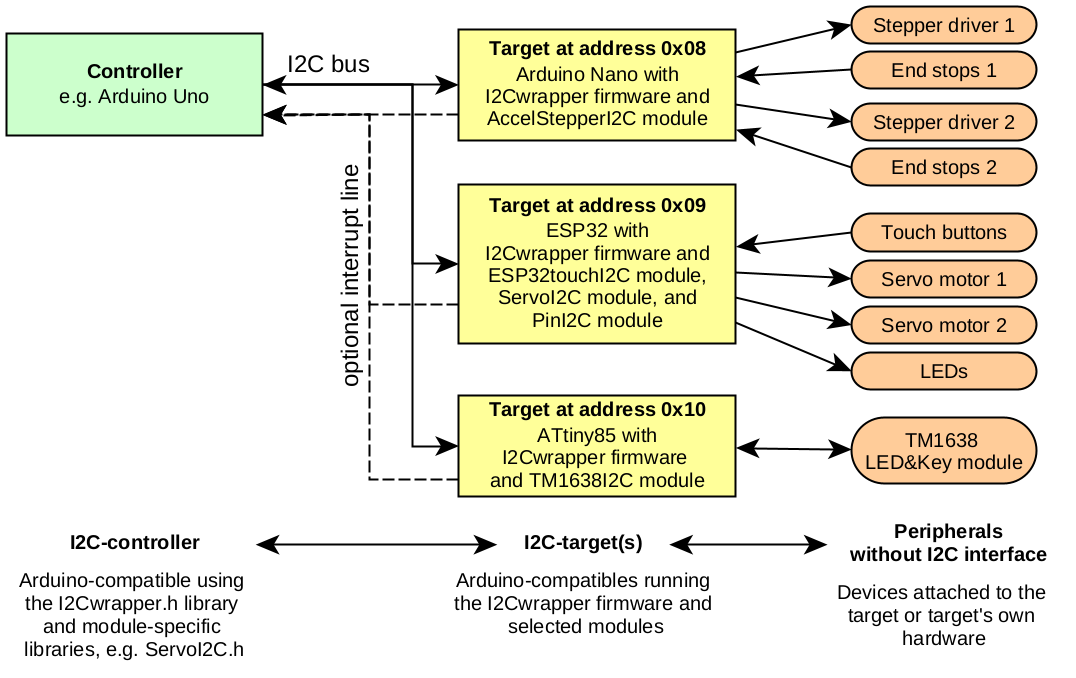 Controller
e.g. Arduino Uno
I2C bus
optional interrupt line
Target at address 0x08
Arduino Nano with
I2Cwrapper firmware and
AccelStepperI2C module
Target at address 0x09
ESP32 with
I2Cwrapper firmware and
ESP32touchI2C module,
ServoI2C module, and
PinI2C module
Target at address 0x10
ATtiny85 with
I2Cwrapper firmware
and TM1638I2C module
Stepper driver 1
End stops 1
Stepper driver 2
End stops 2
Touch buttons
Servo motor 1
Servo motor 2
LEDs
TM1638
LED&Key module
I2C-controller
Arduino-compatible using
the I2Cwrapper.h library
and module-specific
libraries, e.g. ServoI2C.h
I2C-target(s)
Arduino-compatibles running
the I2Cwrapper firmware and
selected modules
Peripherals
without I2C interface
Devices attached to the
target or target's own
hardware